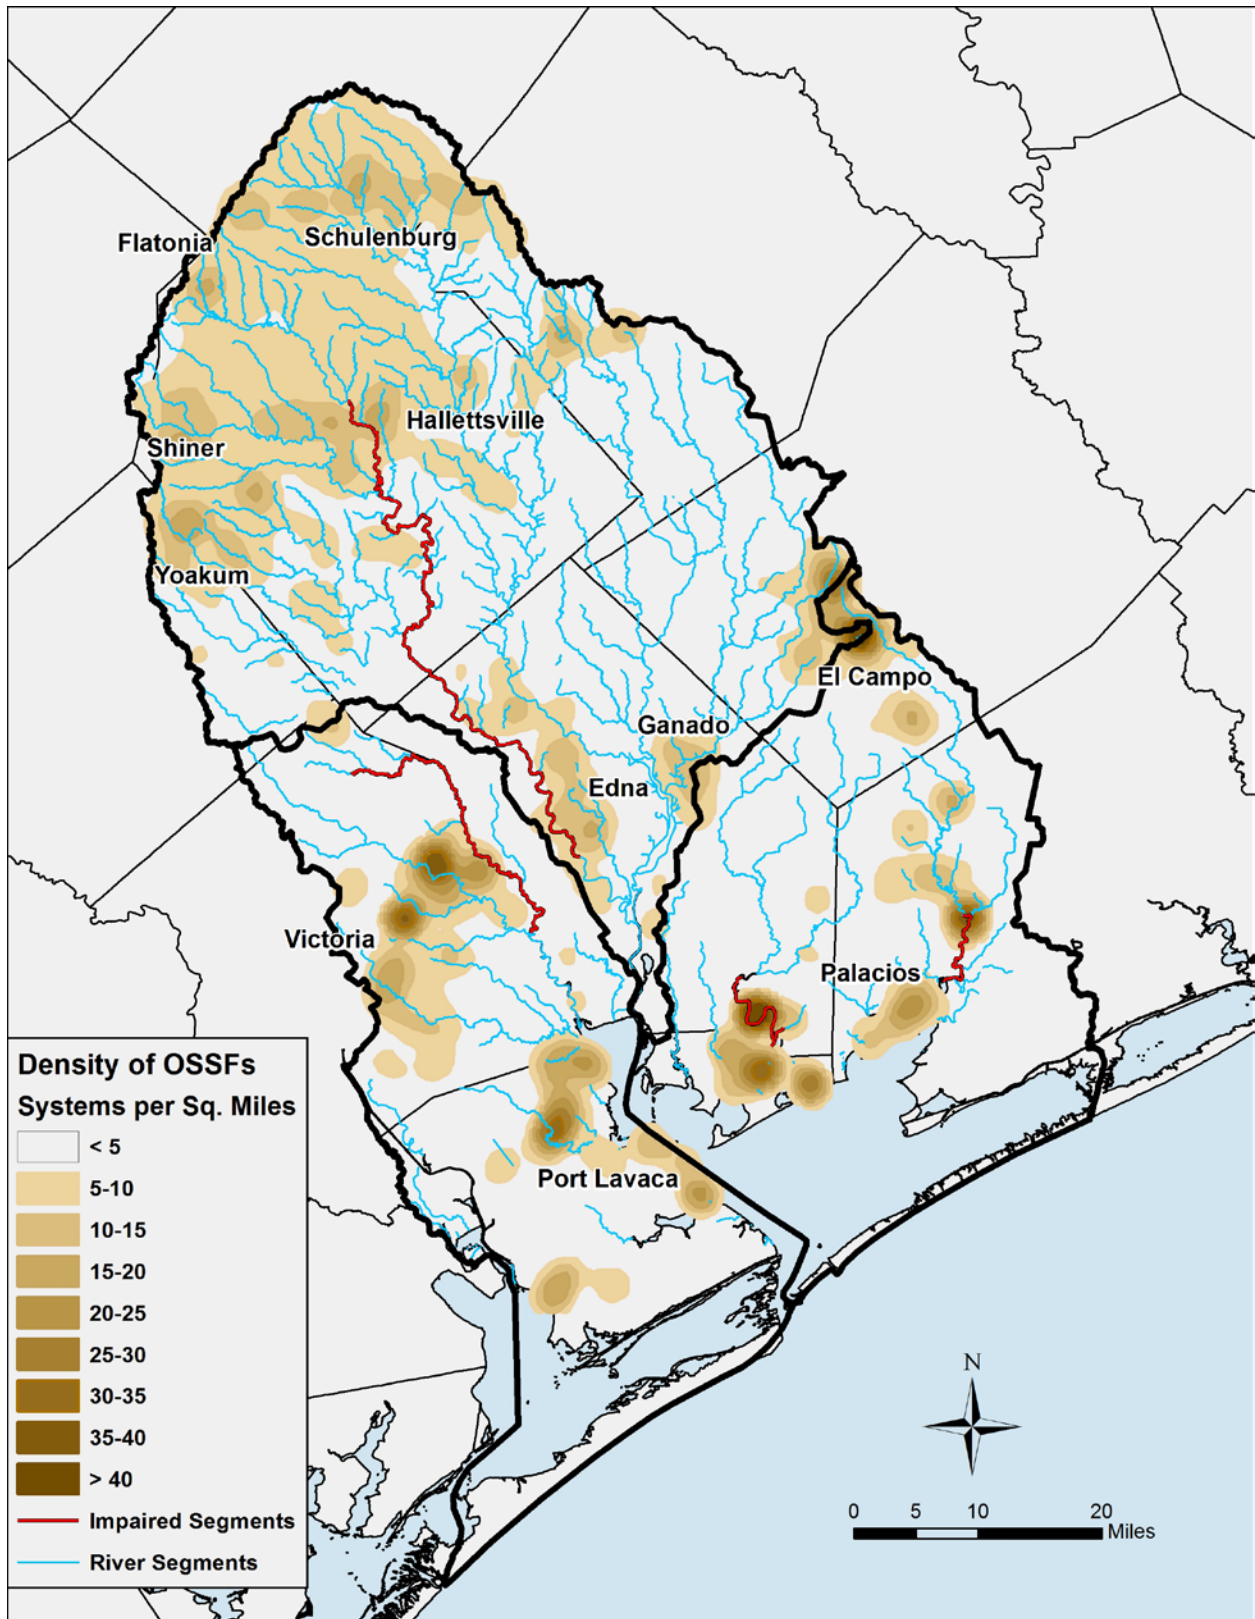 Flatonia
Schulenburg
Hallettsville
Shiner
Yoakum
El Campo
Ganado
Edna
Victoria
Palacios
Port Lavaca
Density of OSSFs
Systems per Sq. Miles
< 5
5-10
10-15
15-20
20-25
25-30
30-35
35-40
> 40
Impaired Segments
River Segments
N
0 5 10 20
Miles